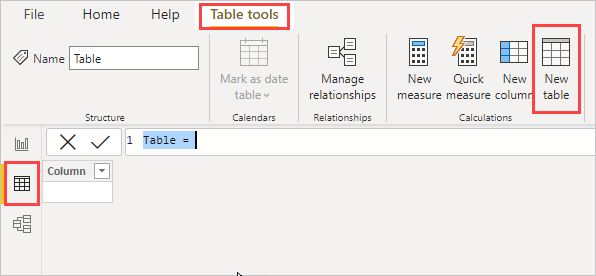 File Home Help Table tools
Name Table
Mark as date
table
Structure
Calendars
Manage
relationships
Relationships
New
measure
Quick
measure
New
column
New
table
Calculations
1 Table =
Column